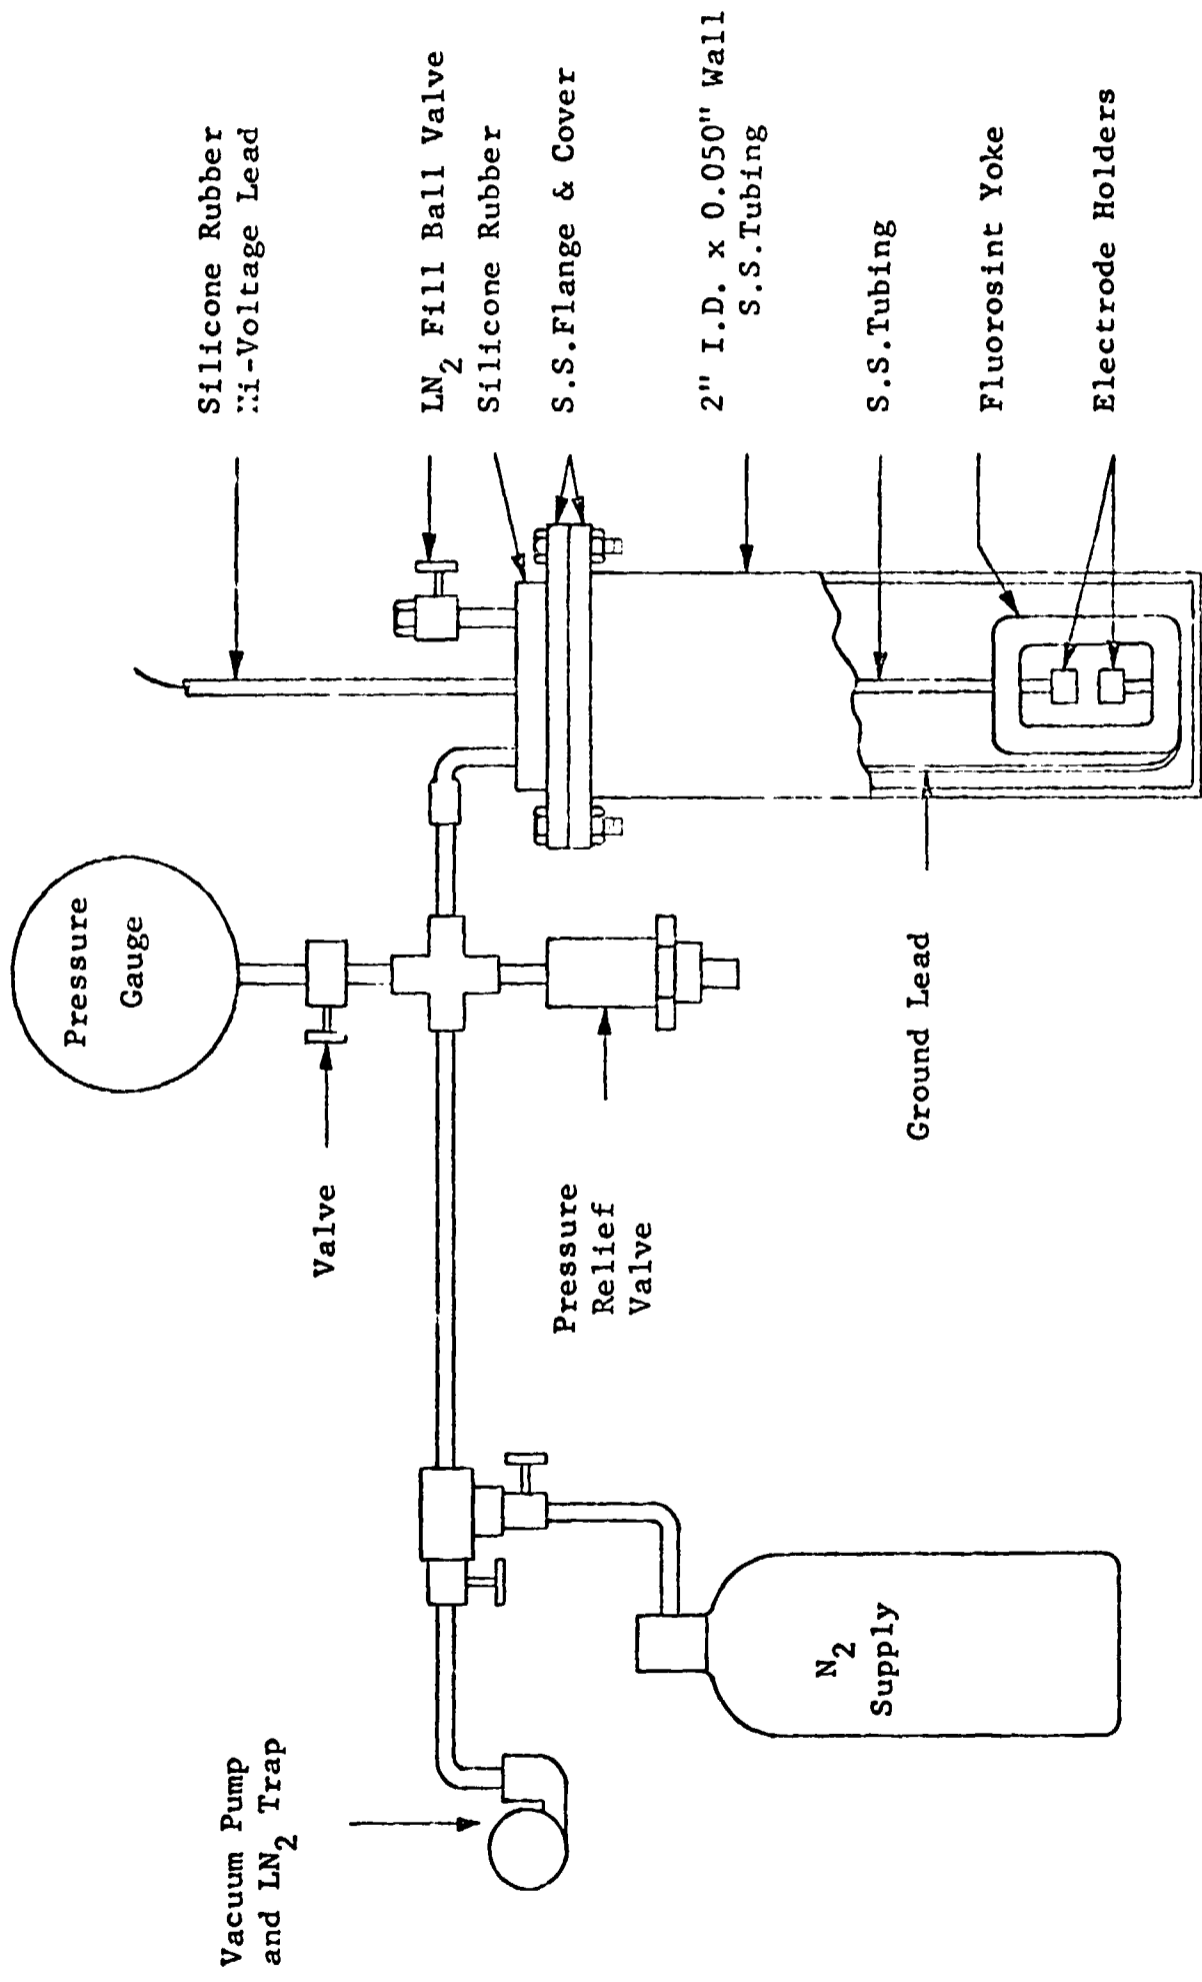 Vacuum Pump
and LN2 Trap
N2
Supply
Valve
Pressure
Relief
Valve
Pressure
Gauge
Ground Lead
Silicone Rubber
Hi-Voltage Lead
LN2 Fill Ball Valve
Silicone Rubber
S.S.Flange & Cover
2" I.D. x 0.050" Wall
S.S.Tubing
S.S.Tubing
Fluorosint Yoke
Electrode Holders